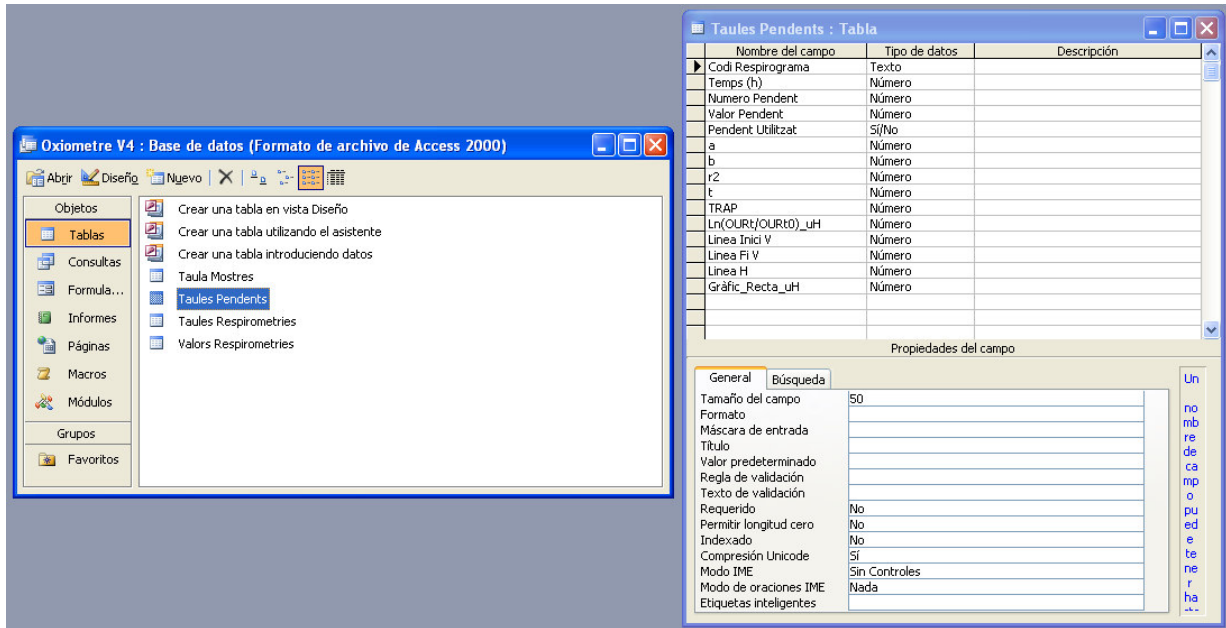 Oxiometre V4 : Base de datos (Formato de archivo de Access 2000)
Abrir Diseño Nuevo
Objetos
Tablas
Consultas
Formula...
Informes
Páginas
Macros
Módulos
Grupos
Favoritos
Crear una tabla en vista Diseño
Crear una tabla utilizando el asistente
Crear una tabla introduciendo datos
Taula Mostres
Taules Pendents
Taules Respirometries
Valors Respirometries
Taules Pendents : Tabla
Nombre del campo Tipo de datos Descripción
Codi Respirograma Texto
Temps (h) Número
Numero Pendent Número
Valor Pendent Número
Pendent Utilitzat Sí/No
a Número
b Número
r2 Número
t Número
TRAP Número
Ln(OURt/OURt0)_uH Número
Linea Inici V Número
Linea Fi V Número
Linea H Número
Gràfic_Recta_uH Número
Propiedades del campo
General Búsqueda
Tamaño del campo 50
Formato
Máscara de entrada
Título
Valor predeterminado
Regla de validación
Texto de validación
Requerido No
Permitir longitud cero No
Indexado No
Compresión Unicode Sí
Modo IME Sin Controles
Modo de oraciones IME Nada
Etiquetas inteligentes
Un
no
mb
re
de
ca
mp
o
pu
ed
e
te
ne
r
ha